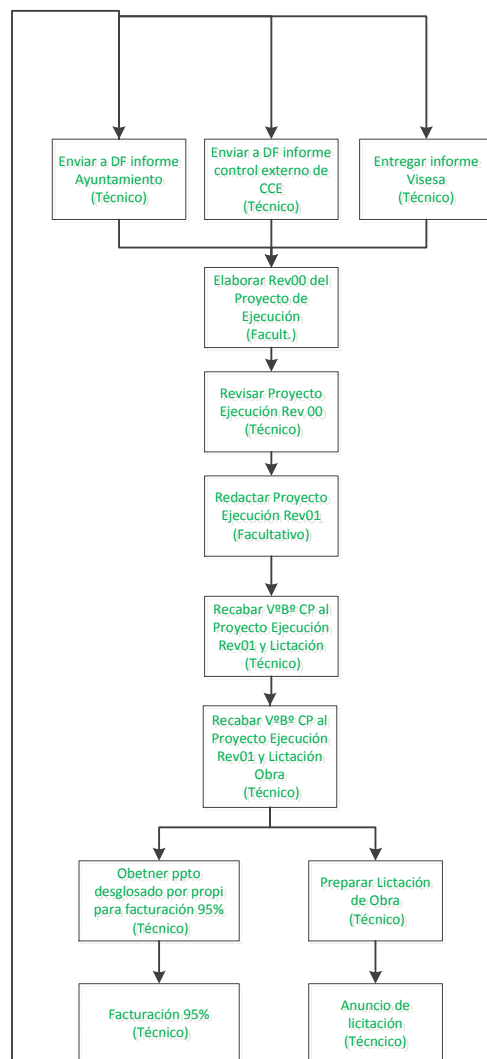 Enviar a DF informe
Ayuntamiento
(Técnico)
Enviar a DF informe
control externo de
CCE
(Técnico)
Entregar informe
Visesa
(Técnico)
Elaborar Rev00 del
Proyecto de
Ejecución
(Facult.)
Revisar Proyecto
Ejecución Rev 00
(Técnico)
Redactar Proyecto
Ejecución Rev01
(Facultativo)
Recabar VºBº CP al
Proyecto Ejecución
Rev01 y Lictación
(Técnico)
Recabar VºBº CP al
Proyecto Ejecución
Rev01 y Lictación
Obra
(Técnico)
Obetner ppto
desglosado por propi
para facturación 95%
(Técnico)
Preparar Lictación
de Obra
(Técnico)
Facturación 95%
(Técnico)
Anuncio de
licitación
(Técncico)